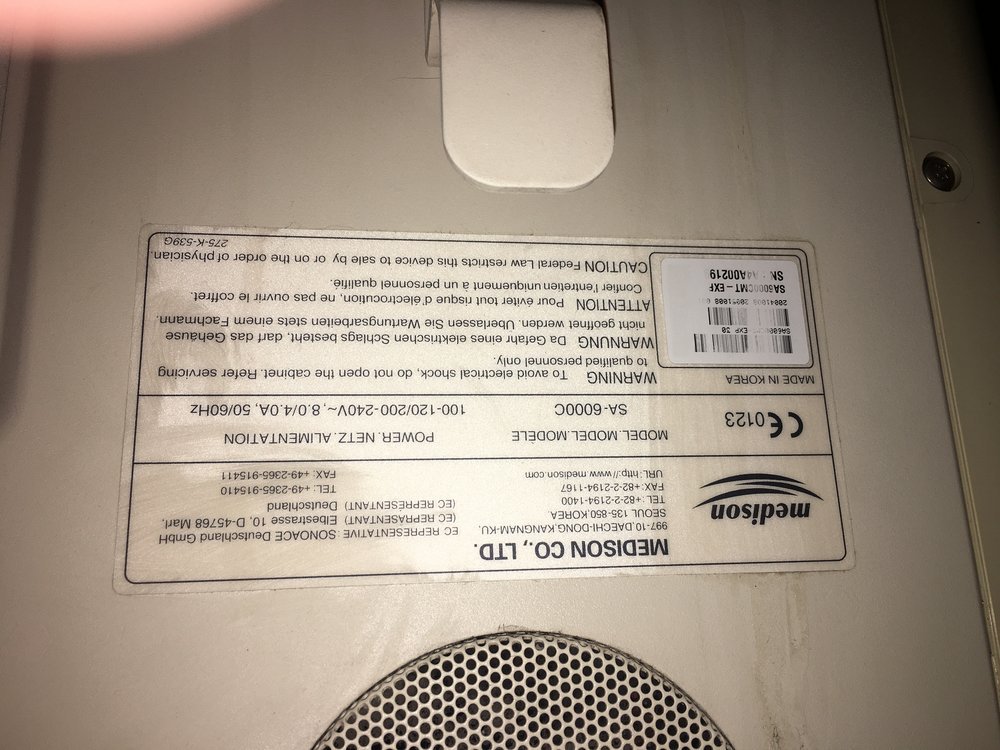 medison
MEDISON CO., LTD.
997-10,DAECHI-DONG,KANGNAM-KU.
SEOUL 135-850,KOREA
TEL: +82-2-2194-1400
FAX:+82-2-2194-1167
URL:http://www.medison.com
EC REPRESENTATIVE: SONOACE Deutschland GmbH
(EC REPRASENTANT) Elbestrasse 10, D-45768 Marl,
(EC REPRESENTANT) Deutschland
TEL: +49-2365-915410
FAX: +49-2365-915411
CE 0123
MODEL.MODEL.MODELE
SA-6000C
POWER.NETZ.ALIMENTATION
100-120/200-240V~, 8.0/4.0A, 50/60Hz
MADE IN KOREA
EXP 30
20041008
SA6000CMT-EXF
SN : A4A00219
WARNING To avoid electrical shock, do not open the cabinet. Refer servicing
to qualified personnel only.
WARNUNG Da Gefahr eines elektrischen Schlags besteht, darf das Gehäuse
nicht geöffnet werden. Überlassen Sie Wartungsarbeiten stets einem Fachmann.
ATTENTION Pour éviter tout risque d'électrocution, ne pas ouvrir le coffret.
Confier l'entretien uniquement à un personnel qualifié.
CAUTION Federal Law restricts this device to sale by or on the order of physician.
275-K-539G